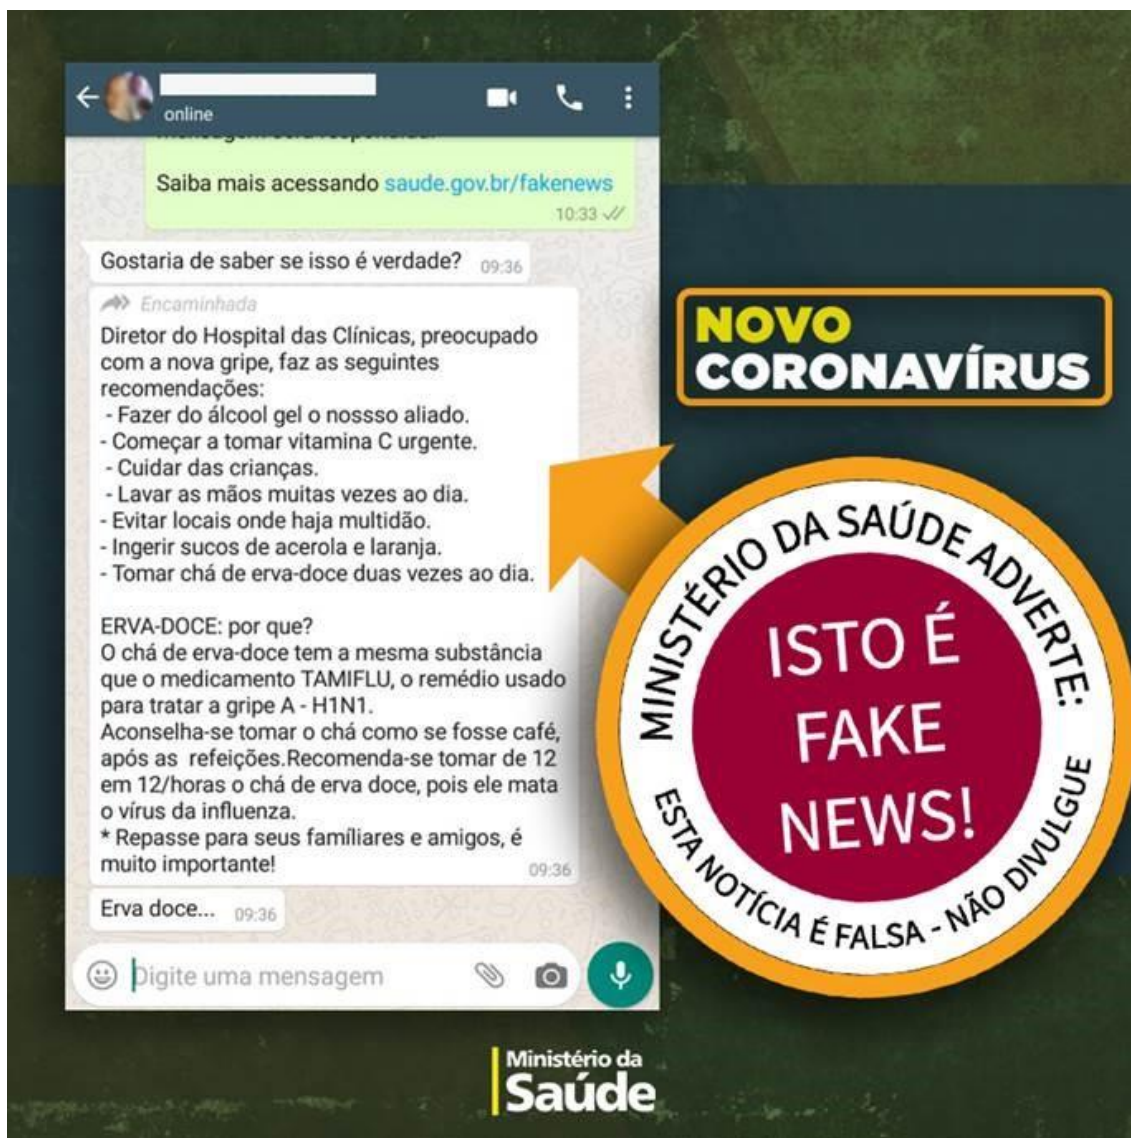 online
Saiba mais acessando saude.gov.br/fakenews
10:33
Gostaria de saber se isso é verdade? 09:36
Encaminhada
Diretor do Hospital das Clínicas, preocupado
com a nova gripe, faz as seguintes
recomendações:
- Fazer do álcool gel o nossso aliado.
- Começar a tomar vitamina C urgente.
- Cuidar das crianças.
- Lavar as mãos muitas vezes ao dia.
- Evitar locais onde haja multidão.
- Ingerir sucos de acerola e laranja.
- Tomar chá de erva-doce duas vezes ao dia.
ERVA-DOCE: por que?
O chá de erva-doce tem a mesma substância
que o medicamento TAMIFLU, o remédio usado
para tratar a gripe A - H1N1.
Aconselha-se tomar o chá como se fosse café,
após as  refeições.Recomenda-se tomar de 12
em 12/horas o chá de erva doce, pois ele mata
o vírus da influenza.
* Repasse para seus famíliares e amigos, é
muito importante!
09:36
Erva doce... 09:36
Digite uma mensagem
NOVO
CORONAVÍRUS
MINISTÉRIO DA SAÚDE ADVERTE:
ISTO É
FAKE
NEWS!
ESTA NOTÍCIA É FALSA - NÃO DIVULGUE
Ministério da
Saúde